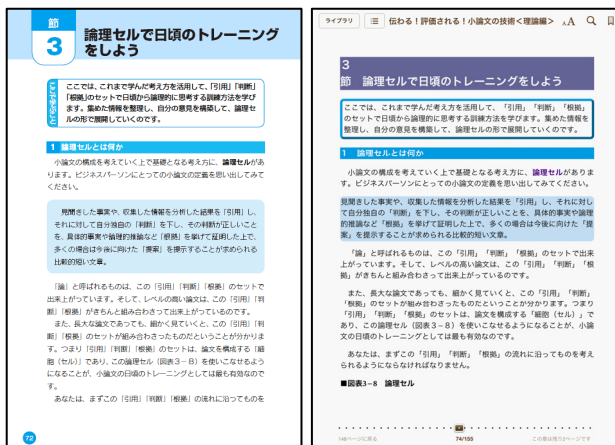 節
3
論理セルで日頃のトレーニング
をしよう
ここで学ぶこと
ここでは、これまで学んだ考え方を活用して、「引用」「判断」
「根拠」のセットで日頃から論理的に思考する訓練方法を学び
ます。集めた情報を整理し、自分の意見を構築して、論理セ
ルの形で展開していくのです。
1 論理セルとは何か
小論文の構成を考えていく上で基礎となる考え方に、論理セルがあ
ります。ビジネスパーソンにとっての小論文の定義を思い出してみてく
ださい。
見聞きした事実や、収集した情報を分析した結果を「引用」し、
それに対して自分独自の「判断」を下し、その判断が正しいこと
を、具体的事実や論理的推論など「根拠」を挙げて証明した上で、
多くの場合は今後に向けた「提案」を提示することが求められる
比較的短い文章。
「論」と呼ばれるものは、この「引用」「判断」「根拠」のセットで
出来上がっています。そして、レベルの高い論文は、この「引用」「判
断」「根拠」がきちんと組み合わさって出来上がっているのです。
また、長大な論文であっても、細かく見ていくと、この「引用」「判
断」「根拠」のセットが組み合わさったものだということが分かりま
す。つまり「引用」「判断」「根拠」のセットは、論文を構成する「細
胞（セル）」であり、この論理セル（図表3－8）を使いこなせるよう
になることが、小論文の日頃のトレーニングとしては最も有効なので
す。
あなたは、まずこの「引用」「判断」「根拠」の流れに沿ってものを
72
ライブラリ
伝わる！評価される！小論文の技術＜理論編＞
AA
3
節 論理セルで日頃のトレーニングをしよう
ここでは、これまで学んだ考え方を活用して、「引用」「判断」「根拠」
のセットで日頃から論理的に思考する訓練方法を学びます。集めた情報を
整理し、自分の意見を構築して、論理セルの形で展開していくのです。
1 論理セルとは何か
小論文の構成を考えていく上で基礎となる考え方に、論理セルがありま
す。ビジネスパーソンにとっての小論文の定義を思い出してみてください。
見聞きした事実や、収集した情報を分析した結果を「引用」し、それに対し
て自分独自の「判断」を下し、その判断が正しいことを、具体的事実や論理
的推論など「根拠」を挙げて証明した上で、多くの場合は今後に向けた「提
案」を提示することが求められる比較的短い文章。
「論」と呼ばれるものは、この「引用」「判断」「根拠」のセットで出来
上がっています。そして、レベルの高い論文は、この「引用」「判断」「根
拠」がきちんと組み合わさって出来上がっているのです。
また、長大な論文であっても、細かく見ていくと、この「引用」「判断」
「根拠」のセットが組み合わさったものだということが分かります。つまり
「引用」「判断」「根拠」のセットは、論文を構成する「細胞（セル）」で
あり、この論理セル（図表3－8）を使いこなせるようになることが、小論
文の日頃のトレーニングとしては最も有効なのです。
あなたは、まずこの「引用」「判断」「根拠」の流れに沿ってものを考え
られるようにならなければなりません。
■図表3－8 論理セル
148ページに戻る
74/155
この章は残り2ページです